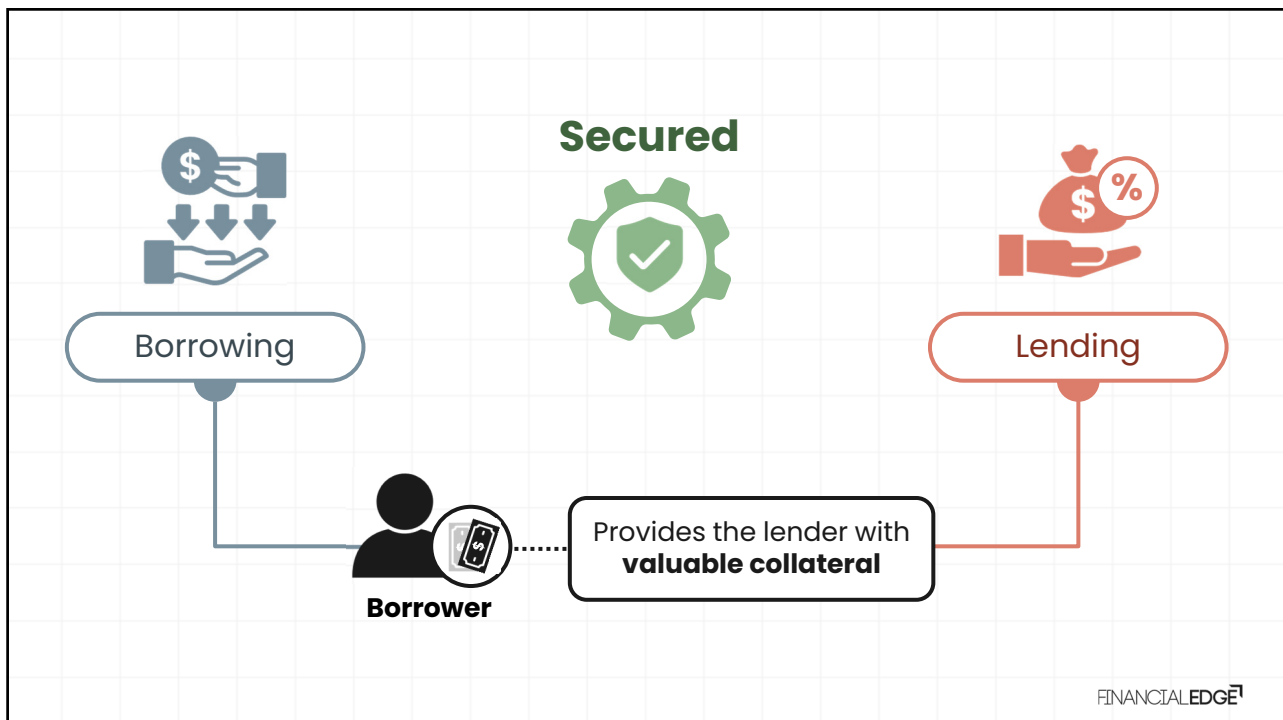 Secured
$
$
%
Borrowing
Lending
$
$
Provides the lender with
valuable collateral
Borrower
FINANCIALEDGE